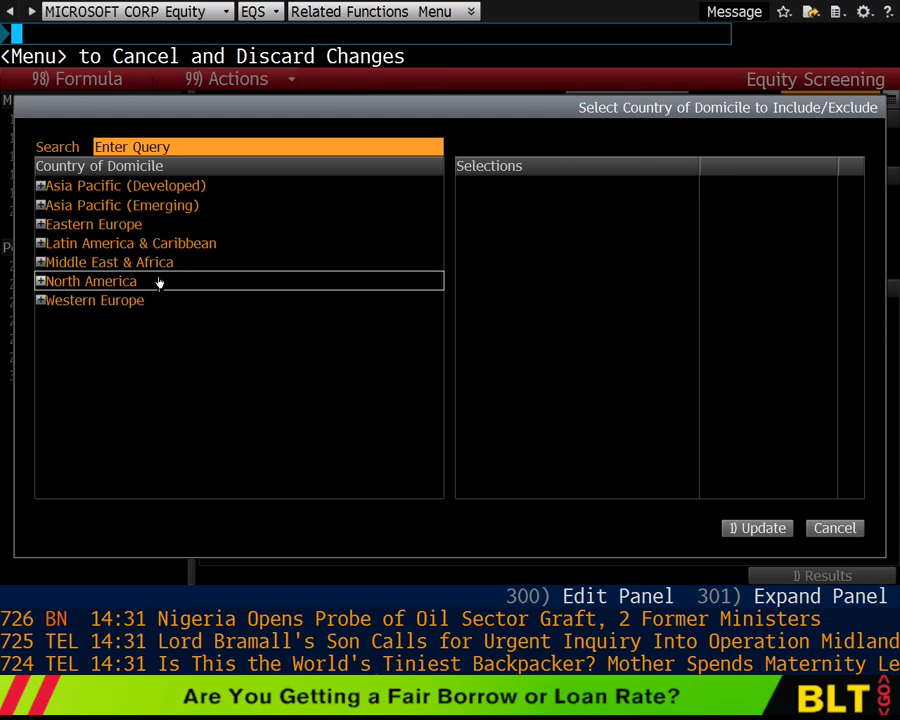 MICROSOFT CORP Equity EQS Related Functions Menu Message ?
<Menu> to Cancel and Discard Changes
98) Formula 99) Actions Equity Screening
Select Country of Domicile to Include/Exclude
Search Enter Query
Country of Domicile Selections
Asia Pacific (Developed)
Asia Pacific (Emerging)
Eastern Europe
Latin America & Caribbean
Middle East & Africa
North America
Western Europe
1) Update Cancel
1) Results
300) Edit Panel 301) Expand Panel
726 BN 14:31 Nigeria Opens Probe of Oil Sector Graft, 2 Former Ministers
725 TEL 14:31 Lord Bramall's Son Calls for Urgent Inquiry Into Operation Midland
724 TEL 14:31 Is This the World's Tiniest Backpacker? Mother Spends Maternity Le
Are You Getting a Fair Borrow or Loan Rate? BLT